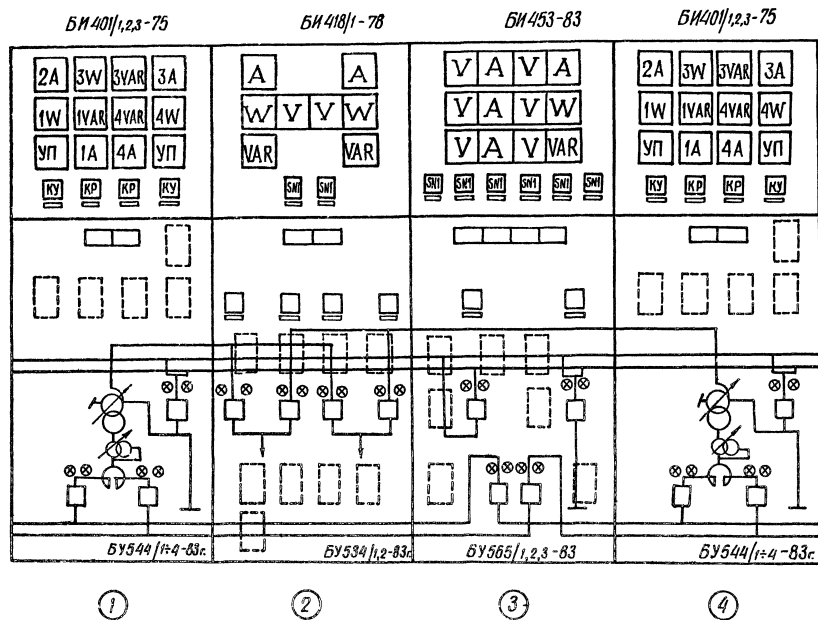 БИ401/1,2,3-75 БИ418/1-78 БИ453-83 БИ401/1,2,3-75
2A 3W 3VAR 3A A A V A V A 2A 3W 3VAR 3A
1W 1VAR 4VAR 4W W V V W V A V W 1W 1VAR 4VAR 4W
УП 1A 4A УП VAR VAR V A V VAR УП 1A 4A УП
КУ КР КР КУ SN1 SN1 SN1 SN1 SN1 SN1 SN1 SN1 КУ КР КР КУ
БУ544/1÷4-83г. БУ534/1,2-83г. БУ565/1,2,3-83 БУ544/1÷4-83г.
1 2 3 4